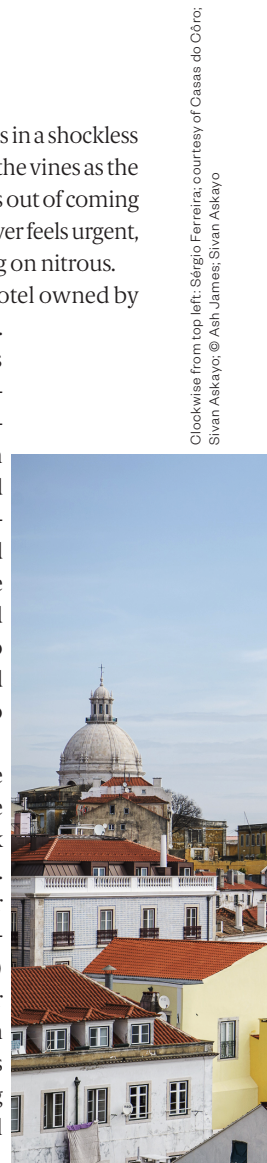 s in a shockless
the vines as the
s out of coming
ver feels urgent,
g on nitrous.
otel owned by
.
s
-
-
n
l
-
l
e
l
o
l
o
e
e
k
.
r
-
)
.
n
s
g
l
Clockwise from top left: Sérgio Ferreira; courtesy of Casas do Côro;
Sivan Askayo; © Ash James; Sivan Askayo